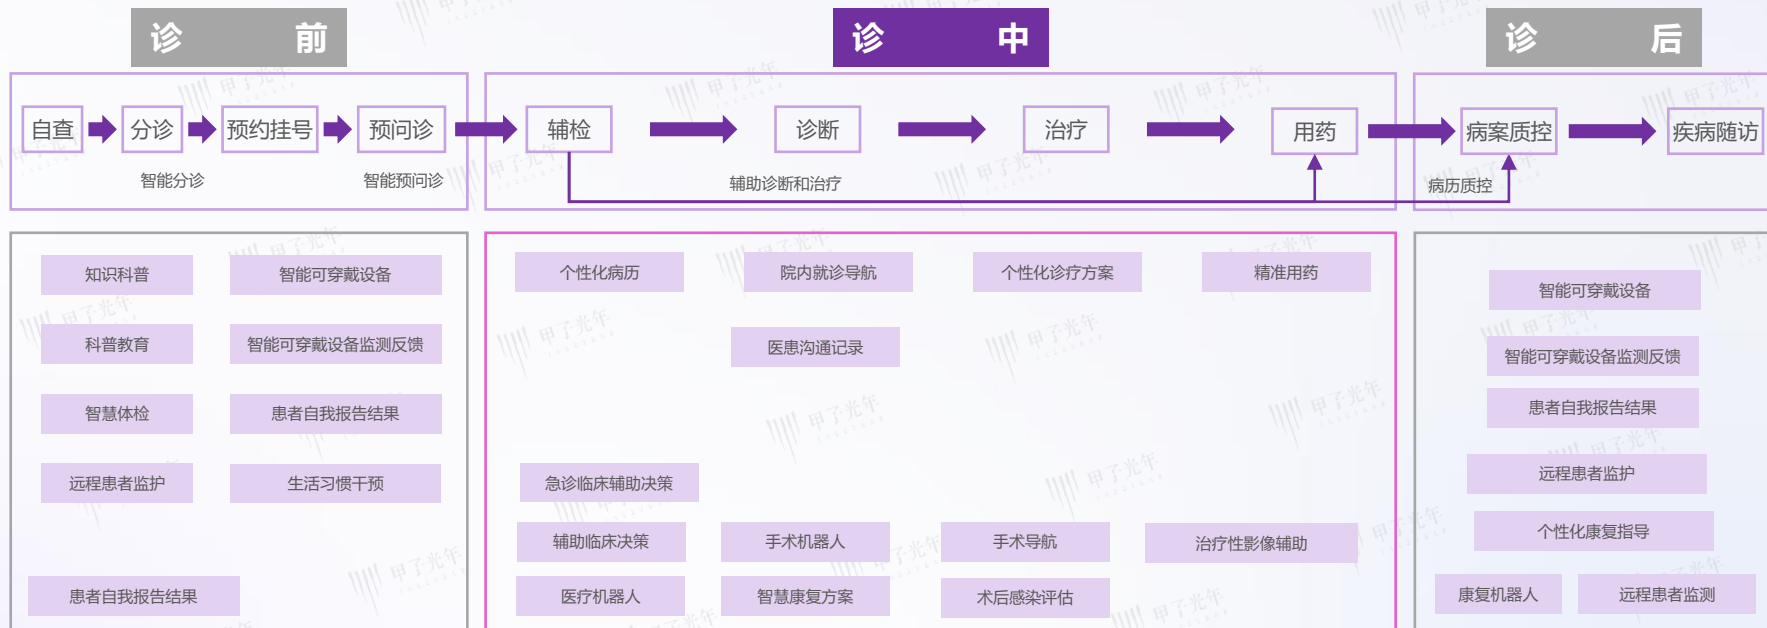 诊 前
诊 中
诊 后
自查
分诊
预约挂号
预问诊
辅检
诊断
治疗
用药
病案质控
疾病随访
智能分诊
智能预问诊
辅助诊断和治疗
病历质控
知识科普
智能可穿戴设备
科普教育
智能可穿戴设备监测反馈
智慧体检
患者自我报告结果
远程患者监护
生活习惯干预
患者自我报告结果
个性化病历
院内就诊导航
个性化诊疗方案
精准用药
医患沟通记录
急诊临床辅助决策
辅助临床决策
手术机器人
手术导航
治疗性影像辅助
医疗机器人
智慧康复方案
术后感染评估
智能可穿戴设备
智能可穿戴设备监测反馈
患者自我报告结果
远程患者监护
个性化康复指导
康复机器人
远程患者监测
甲子光年